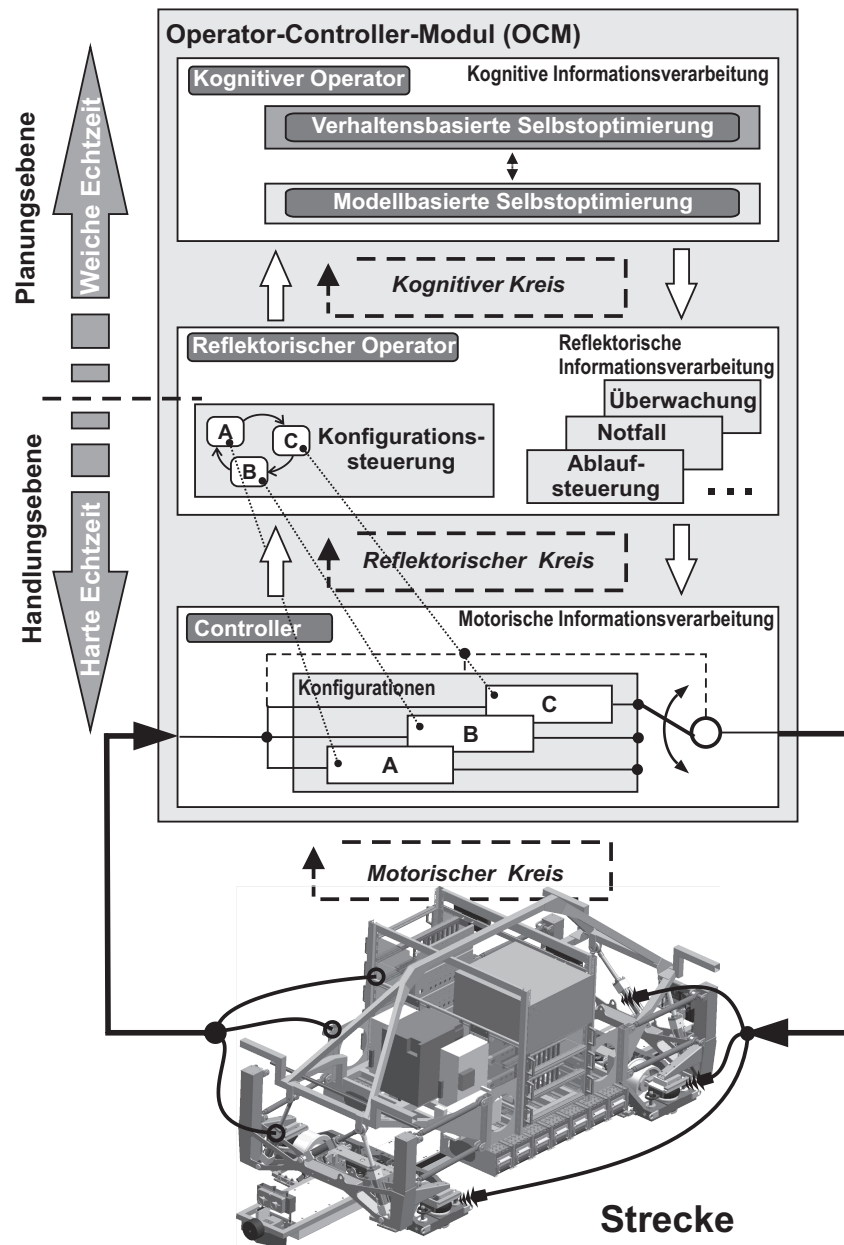 Operator-Controller-Modul (OCM)
Kognitiver Operator
Kognitive Informationsverarbeitung
Verhaltensbasierte Selbstoptimierung
Modellbasierte Selbstoptimierung
Planungsebene
Weiche Echtzeit
Kognitiver Kreis
Reflektorischer Operator
Reflektorische
Informationsverarbeitung
A
C
B
Konfigurations-
steuerung
Überwachung
Notfall
Ablauf-
steuerung
...
Handlungsebene
Harte Echtzeit
Reflektorischer Kreis
Controller
Motorische Informationsverarbeitung
Konfigurationen
C
B
A
Motorischer Kreis
Strecke